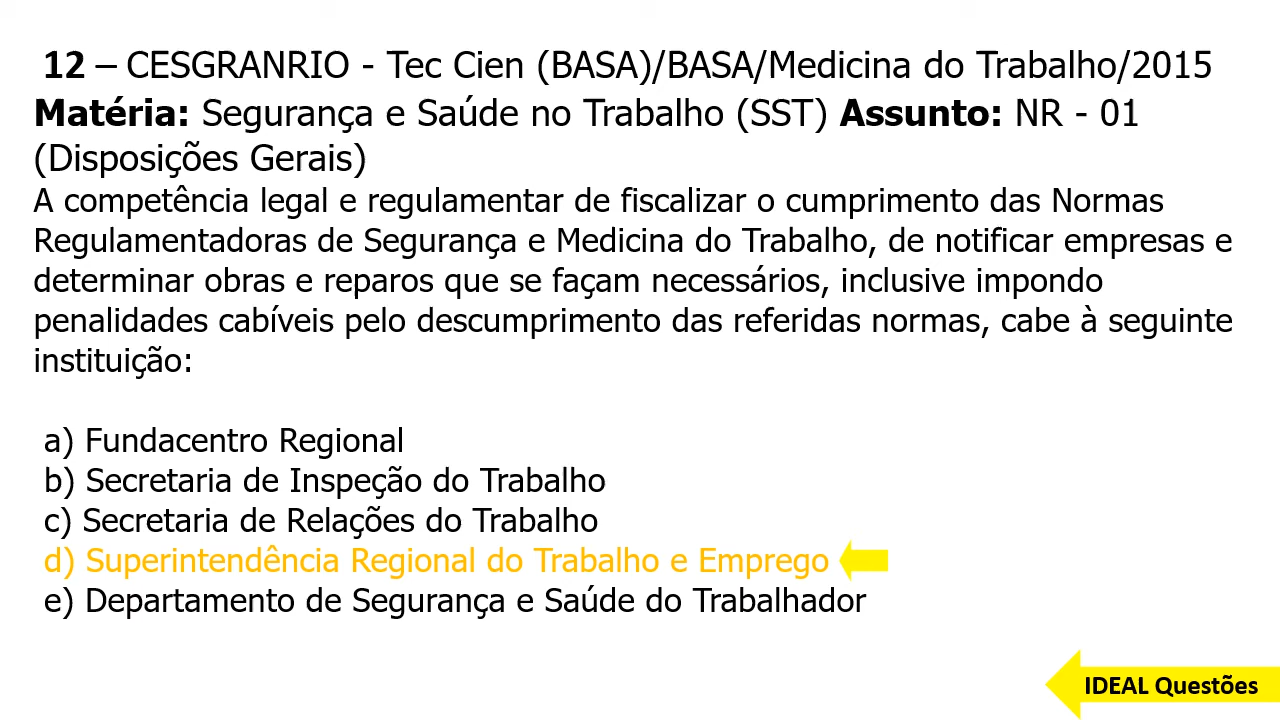 12 – CESGRANRIO - Tec Cien (BASA)/BASA/Medicina do Trabalho/2015
Matéria: Segurança e Saúde no Trabalho (SST) Assunto: NR - 01
(Disposições Gerais)
A competência legal e regulamentar de fiscalizar o cumprimento das Normas
Regulamentadoras de Segurança e Medicina do Trabalho, de notificar empresas e
determinar obras e reparos que se façam necessários, inclusive impondo
penalidades cabíveis pelo descumprimento das referidas normas, cabe à seguinte
instituição:
a) Fundacentro Regional
b) Secretaria de Inspeção do Trabalho
c) Secretaria de Relações do Trabalho
d) Superintendência Regional do Trabalho e Emprego
e) Departamento de Segurança e Saúde do Trabalhador
IDEAL Questões